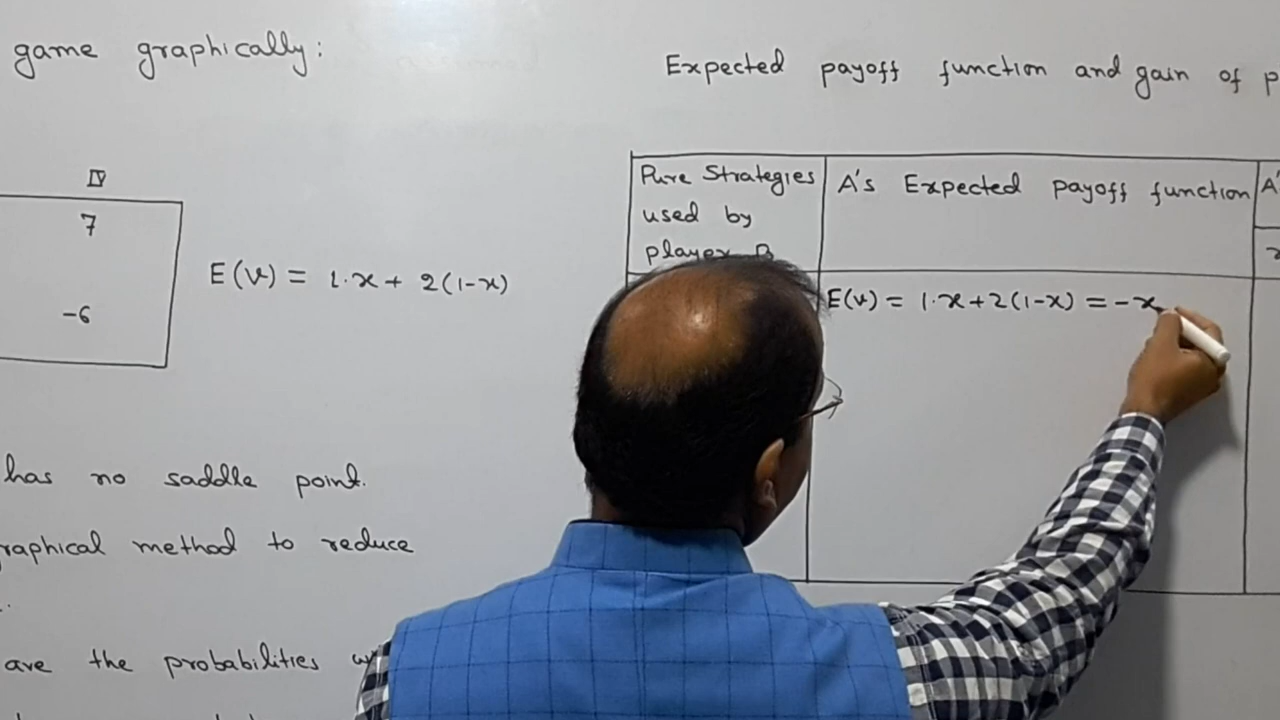 game graphically:
IV
7
-6
E(v) = 1.x + 2(1-x)
has no saddle point.
raphical method to reduce
are the probabilities
Expected payoff function and gain of p
Pure Strategies
used by
player B
A's Expected payoff function
A'
E(v) = 1.x+2(1-x) = -x